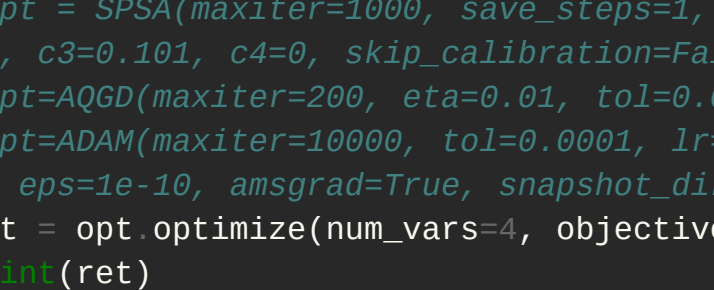 pt = SPSA(maxiter=1000, save_steps=1,
, c3=0.101, c4=0, skip_calibration=Fa
pt=AQGD(maxiter=200, eta=0.01, tol=0.
pt=ADAM(maxiter=10000, tol=0.0001, lr=
eps=1e-10, amsgrad=True, snapshot_di
t = opt.optimize(num_vars=4, objective
int(ret)